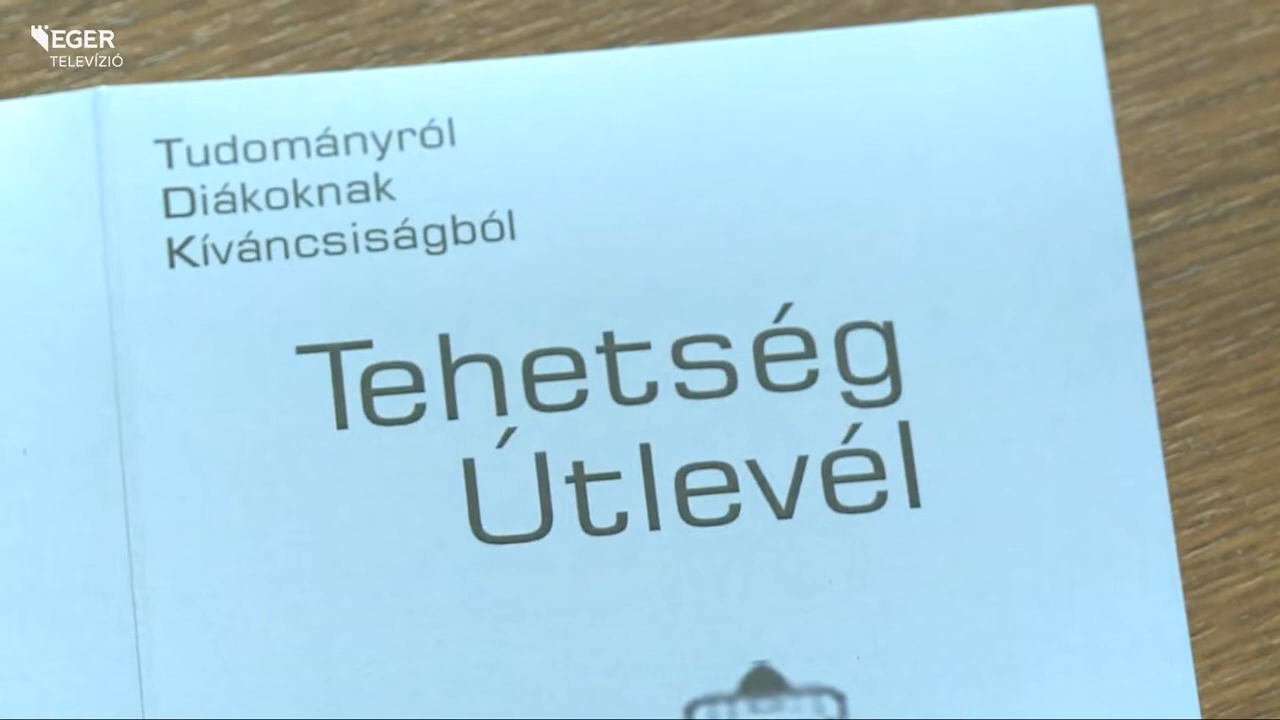 EGER
TELEVÍZIÓ
Tudományról
Diákoknak
Kíváncsiságból
Tehetség
Útlevél